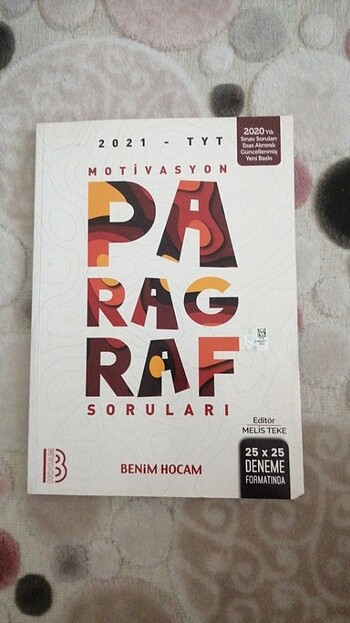 2021 - TYT
2020 Yılı
Sınav Soruları
Esas Alınarak
Güncellenmiş
Yeni Baskı
MOTİVASYON
PA
RAG
RAF
SORULARI
Editör
MELİS TEKE
BENİM HOCAM
25 x 25
DENEME
FORMATINDA